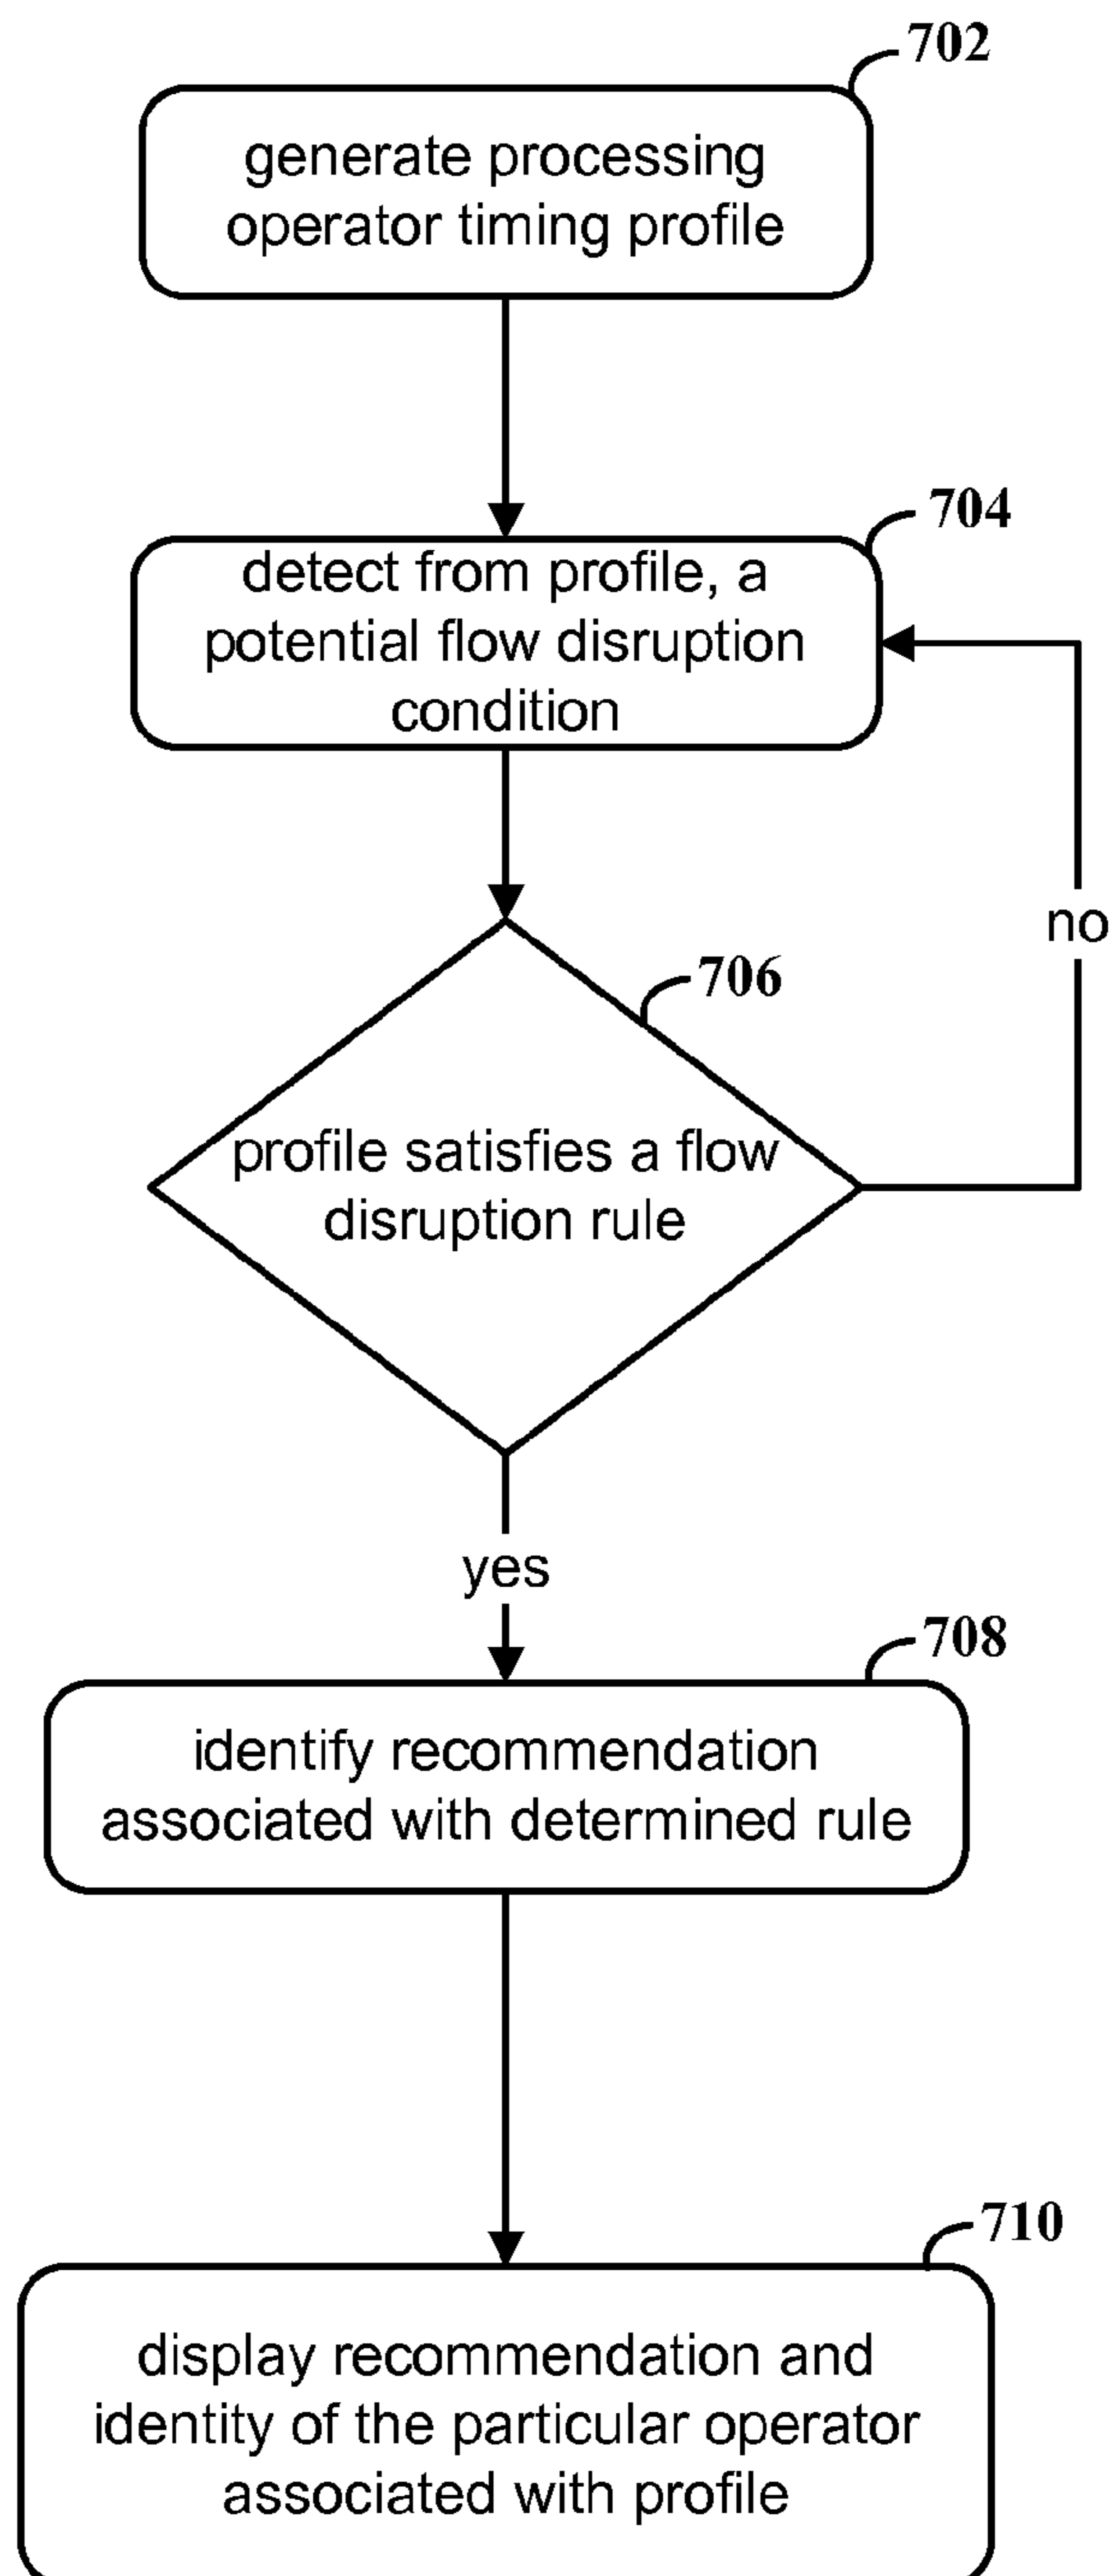 702
generate processing
operator timing profile
704
detect from profile, a
potential flow disruption
condition
no
706
profile satisfies a flow
disruption rule
yes
708
identify recommendation
associated with determined rule
710
display recommendation and
identity of the particular operator
associated with profile